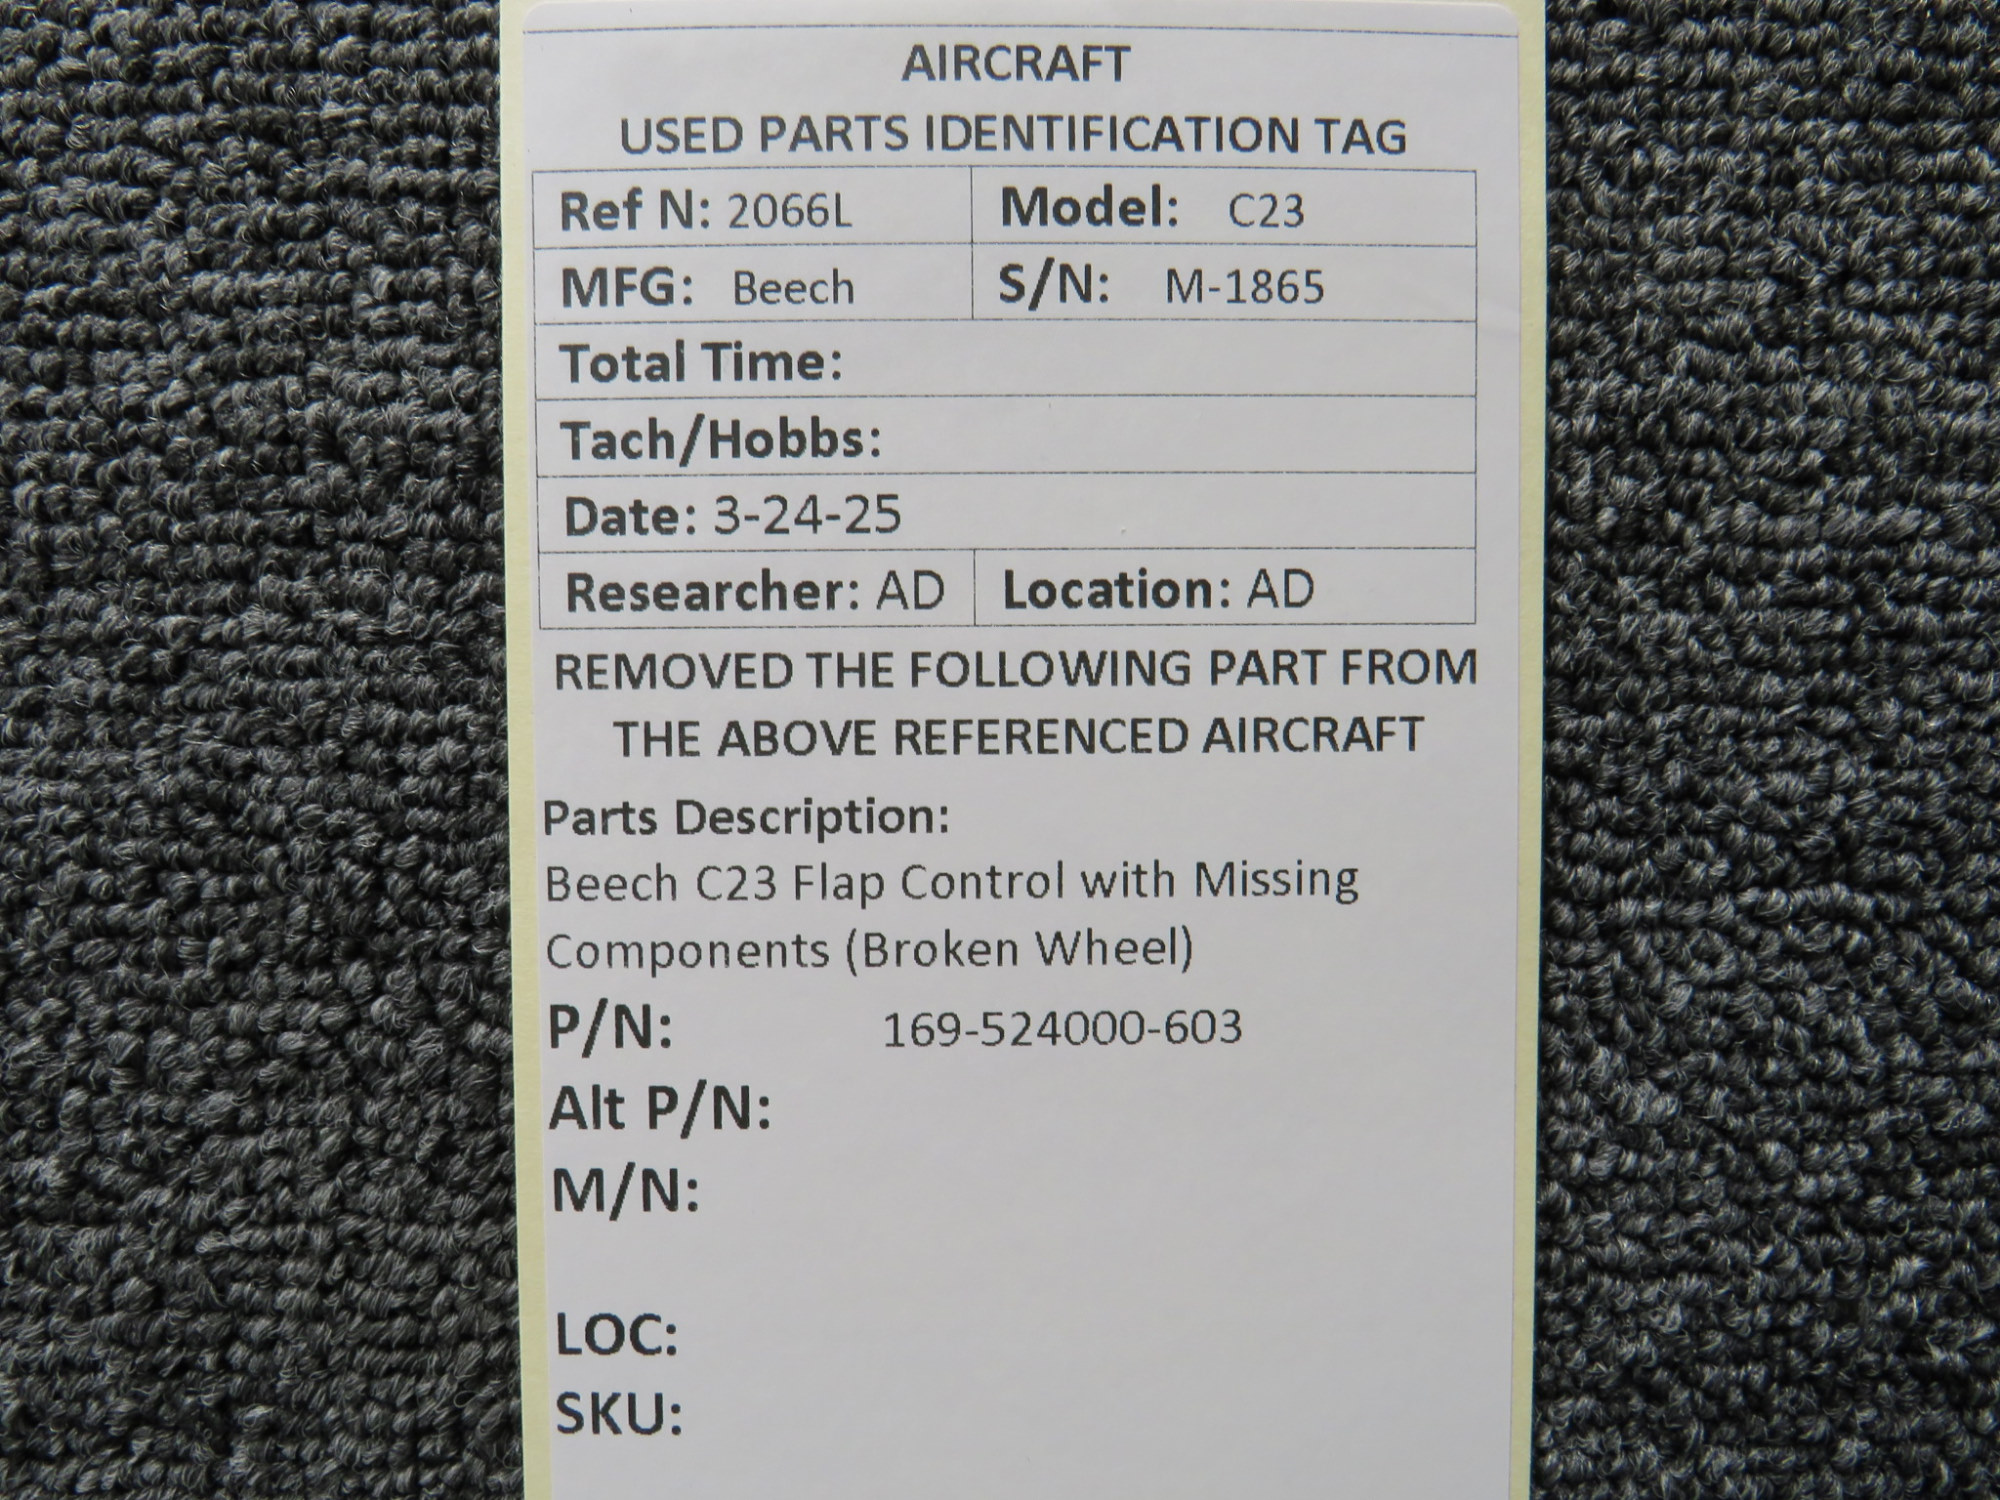 AIRCRAFT
USED PARTS IDENTIFICATION TAG
Ref N: 2066L Model: C23
MFG: Beech S/N: M-1865
Total Time:
Tach/Hobbs:
Date: 3-24-25
Researcher: AD Location: AD
REMOVED THE FOLLOWING PART FROM
THE ABOVE REFERENCED AIRCRAFT
Parts Description:
Beech C23 Flap Control with Missing
Components (Broken Wheel)
P/N: 169-524000-603
Alt P/N:
M/N:
LOC:
SKU: